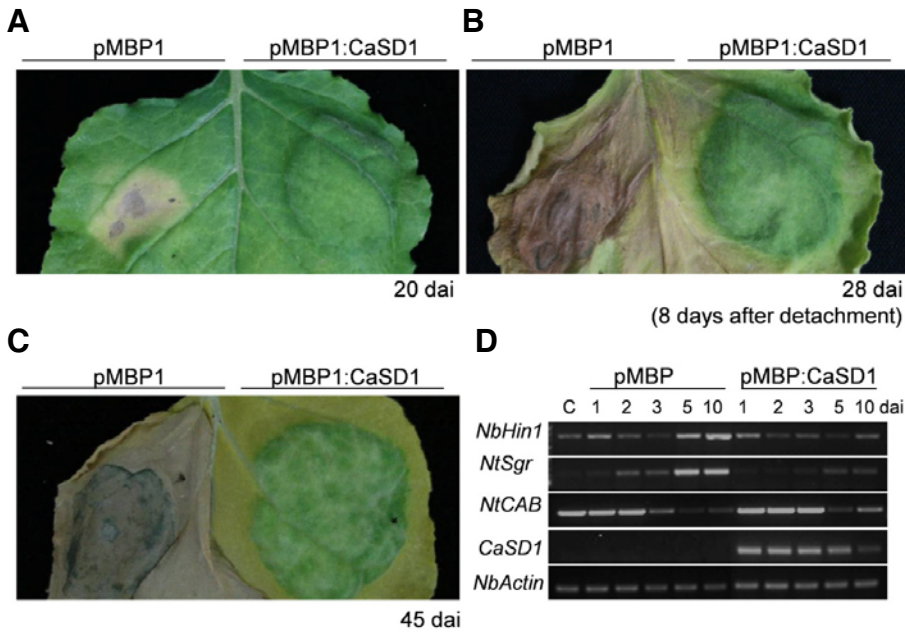 A
pMBP1 pMBP1:CaSD1
20 dai
B
pMBP1 pMBP1:CaSD1
28 dai
(8 days after detachment)
C
pMBP1 pMBP1:CaSD1
45 dai
D
pMBP pMBP:CaSD1
C 1 2 3 5 10 1 2 3 5 10 dai
NbHin1
NtSgr
NtCAB
CaSD1
NbActin